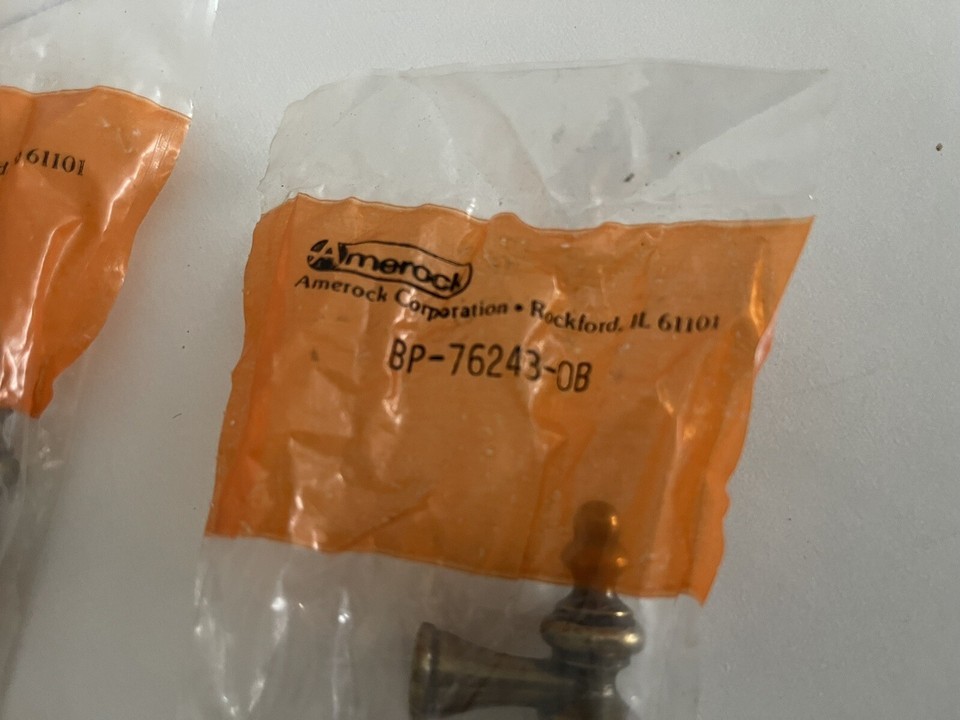 61101
Amerock
Amerock Corporation • Rockford, IL 61101
BP-76243-OB